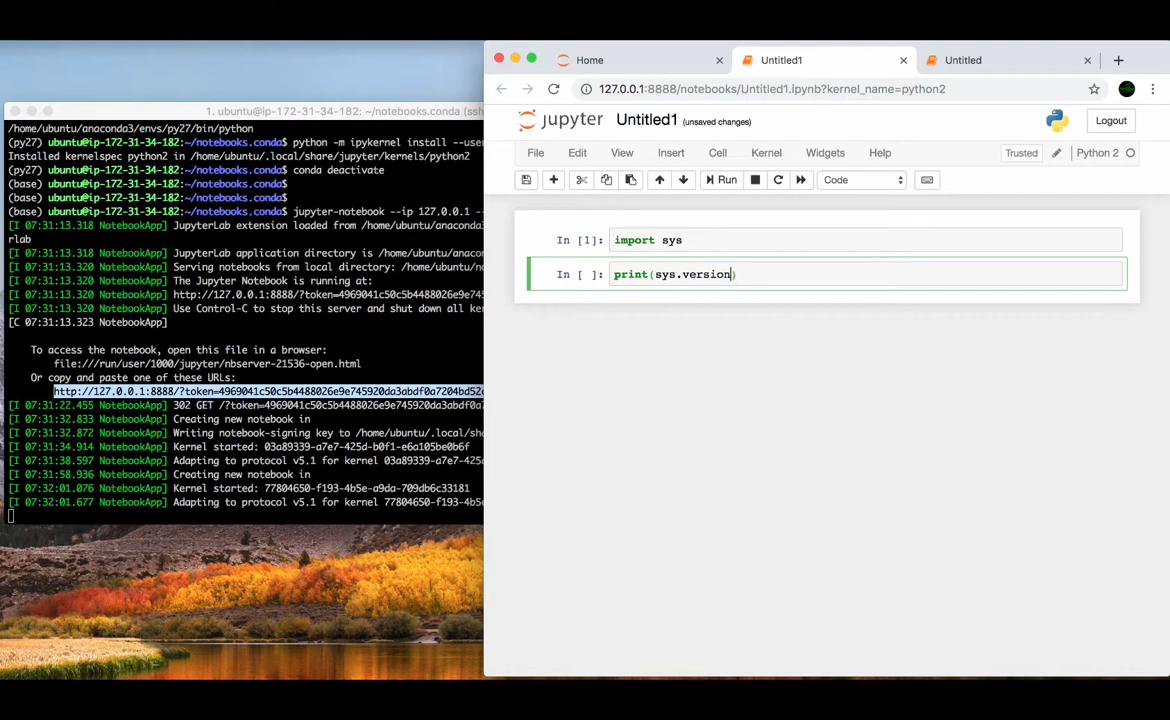 1. ubuntu@ip-172-31-34-182: ~/notebooks.conda (ssh
/home/ubuntu/anaconda3/envs/py27/bin/python
(py27) ubuntu@ip-172-31-34-182:~/notebooks.conda$ python -m ipykernel install --use
Installed kernelspec python2 in /home/ubuntu/.local/share/jupyter/kernels/python2
(py27) ubuntu@ip-172-31-34-182:~/notebooks.conda$ conda deactivate
(base) ubuntu@ip-172-31-34-182:~/notebooks.conda$
(base) ubuntu@ip-172-31-34-182:~/notebooks.conda$
(base) ubuntu@ip-172-31-34-182:~/notebooks.conda$ jupyter-notebook --ip 127.0.0.1 -
[I 07:31:13.318 NotebookApp] JupyterLab extension loaded from /home/ubuntu/anaconda
rlab
[I 07:31:13.318 NotebookApp] JupyterLab application directory is /home/ubuntu/anaco
[I 07:31:13.320 NotebookApp] Serving notebooks from local directory: /home/ubuntu/n
[I 07:31:13.320 NotebookApp] The Jupyter Notebook is running at:
[I 07:31:13.320 NotebookApp] http://127.0.0.1:8888/?token=4969041c50c5b4488026e9e74
[I 07:31:13.320 NotebookApp] Use Control-C to stop this server and shut down all ke
[C 07:31:13.323 NotebookApp]
To access the notebook, open this file in a browser:
file:///run/user/1000/jupyter/nbserver-21536-open.html
Or copy and paste one of these URLs:
http://127.0.0.1:8888/?token=4969041c50c5b4488026e9e745920da3abdf0a7204bd52
[I 07:31:22.455 NotebookApp] 302 GET /?token=4969041c50c5b4488026e9e745920da3abdf0a
[I 07:31:32.833 NotebookApp] Creating new notebook in
[I 07:31:32.872 NotebookApp] Writing notebook-signing key to /home/ubuntu/.local/sh
[I 07:31:34.914 NotebookApp] Kernel started: 03a89339-a7e7-425d-b0f1-e6a105be0b6f
[I 07:31:38.597 NotebookApp] Adapting to protocol v5.1 for kernel 03a89339-a7e7-425
[I 07:31:58.936 NotebookApp] Creating new notebook in
[I 07:32:01.076 NotebookApp] Kernel started: 77804650-f193-4b5e-a9da-709db6c33181
[I 07:32:01.677 NotebookApp] Adapting to protocol v5.1 for kernel 77804650-f193-4b5
Home Untitled1 Untitled
127.0.0.1:8888/notebooks/Untitled1.ipynb?kernel_name=python2
jupyter Untitled1 (unsaved changes) Logout
File Edit View Insert Cell Kernel Widgets Help Trusted Python 2
Run Code
In [1]: import sys
In [ ]: print(sys.version)